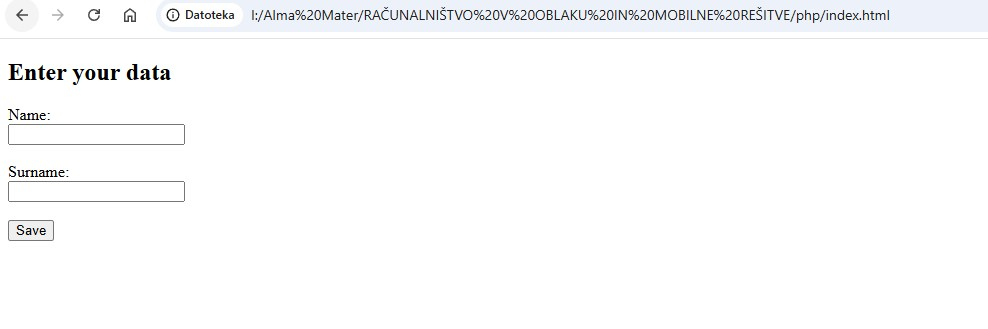 Datoteka I:/Alma%20Mater/RAČUNALNIŠTVO%20V%20OBLAKU%20IN%20MOBILNE%20REŠITVE/php/index.html
Enter your data
Name:
Surname:
Save